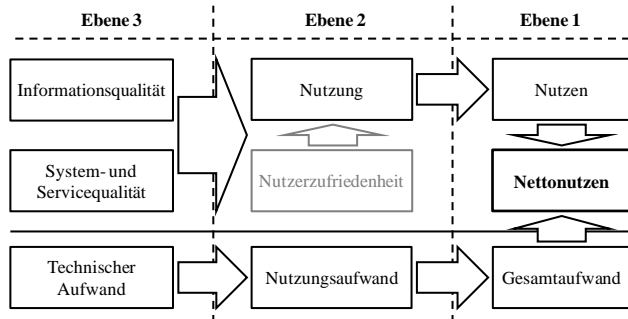 Ebene 3
Ebene 2
Ebene 1
Informationsqualität
Nutzung
Nutzen
System- und
Servicequalität
Nutzerzufriedenheit
Nettonutzen
Technischer
Aufwand
Nutzungsaufwand
Gesamtaufwand